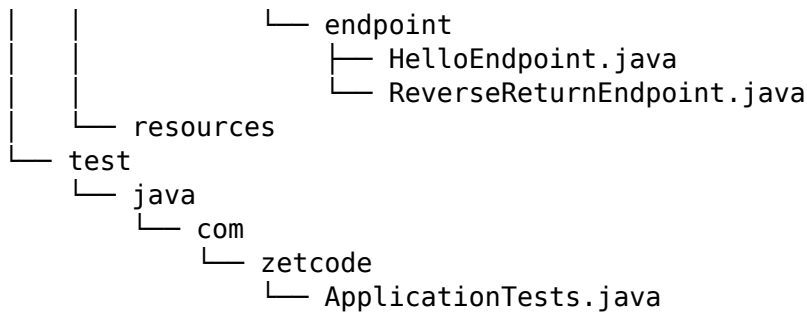 │   │           └── endpoint
│   │               ├── HelloEndpoint.java
│   │               └── ReverseReturnEndpoint.java
│   └── resources
└── test
    └── java
        └── com
            └── zetcode
                └── ApplicationTests.java